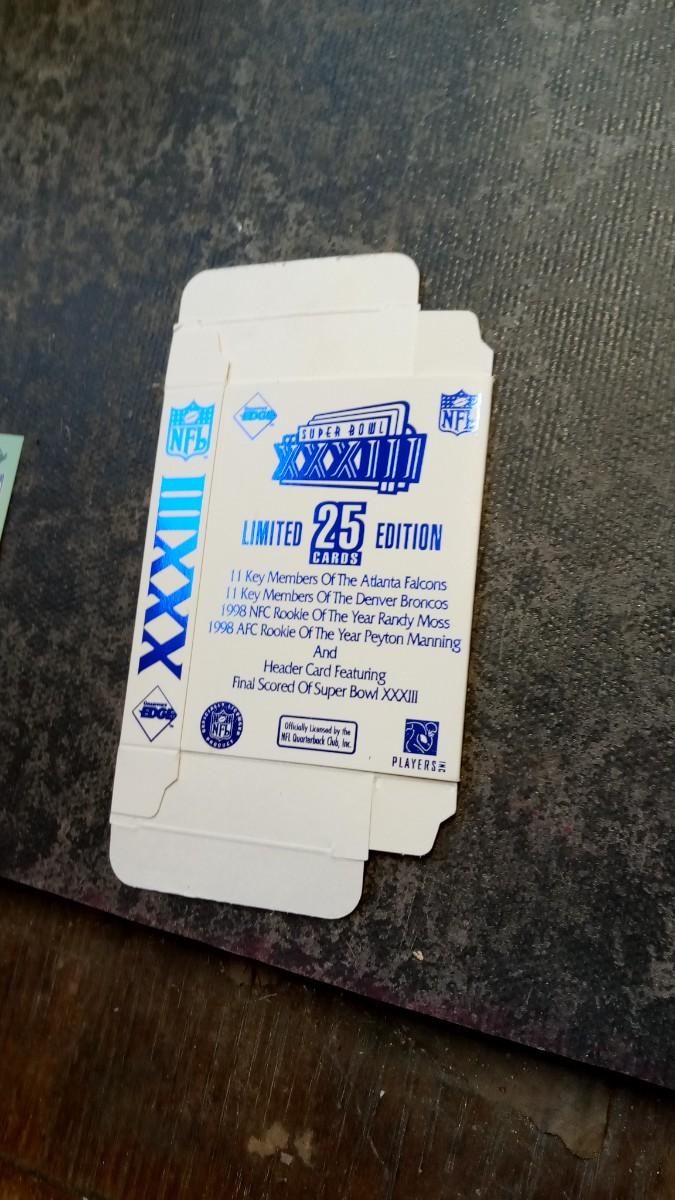 NFL
XXXIII
EDGE
EDGE
SUPER BOWL
XXXIII
NFL
LIMITED 25 EDITION
CARDS
11 Key Members Of The Atlanta Falcons
11 Key Members Of The Denver Broncos
1998 NFC Rookie Of The Year Randy Moss
1998 AFC Rookie Of The Year Peyton Manning
And
Header Card Featuring
Final Scored Of Super Bowl XXXIII
NFL
Officially Licensed by the
NFL Quarterback Club, Inc.
PLAYERS INC